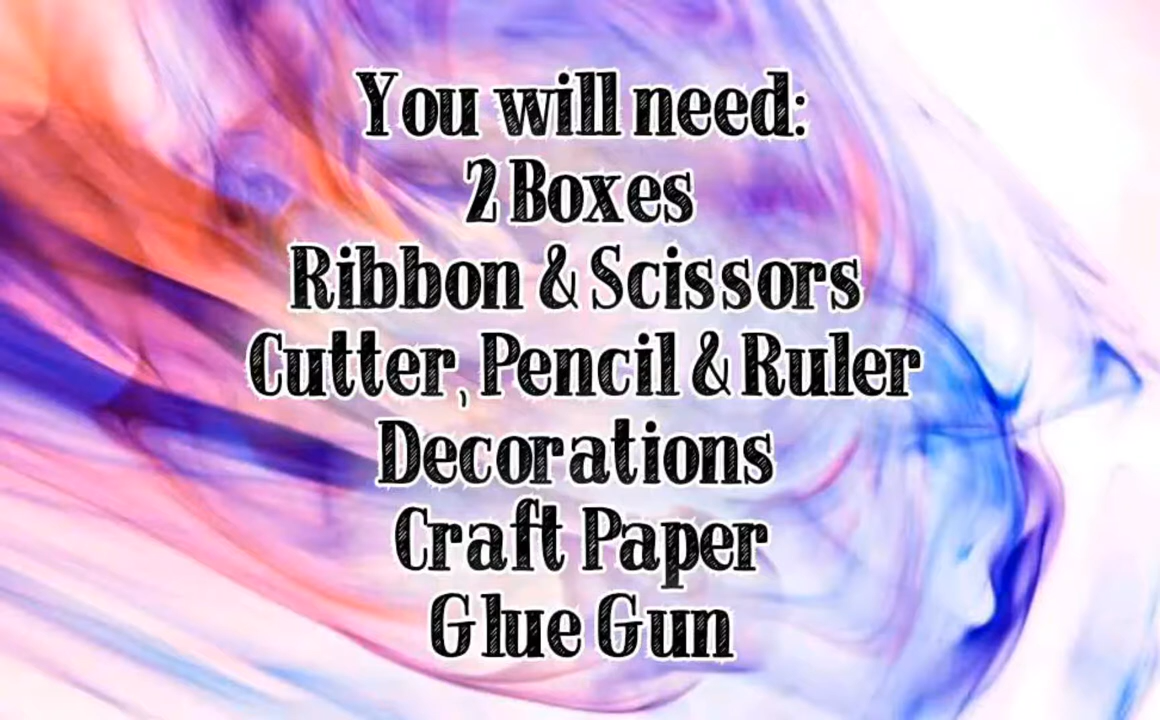 You will need:
2 Boxes
Ribbon & Scissors
Cutter, Pencil & Ruler
Decorations
Craft Paper
Glue Gun